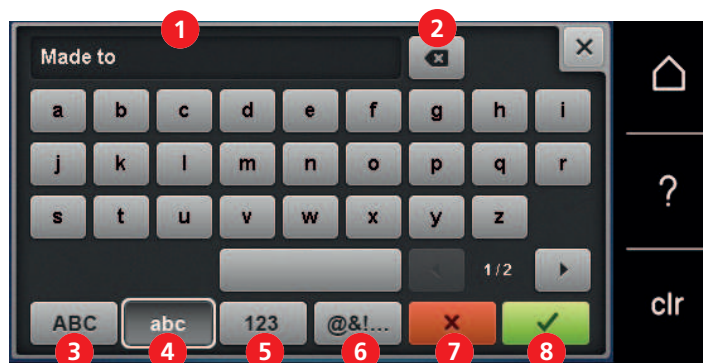 1 2
Made to
a b c d e f g h i
j k l m n o p q r
?
s t u v w x y z
1/2
clr
ABC abc 123 @&!...
3 4 5 6 7 8